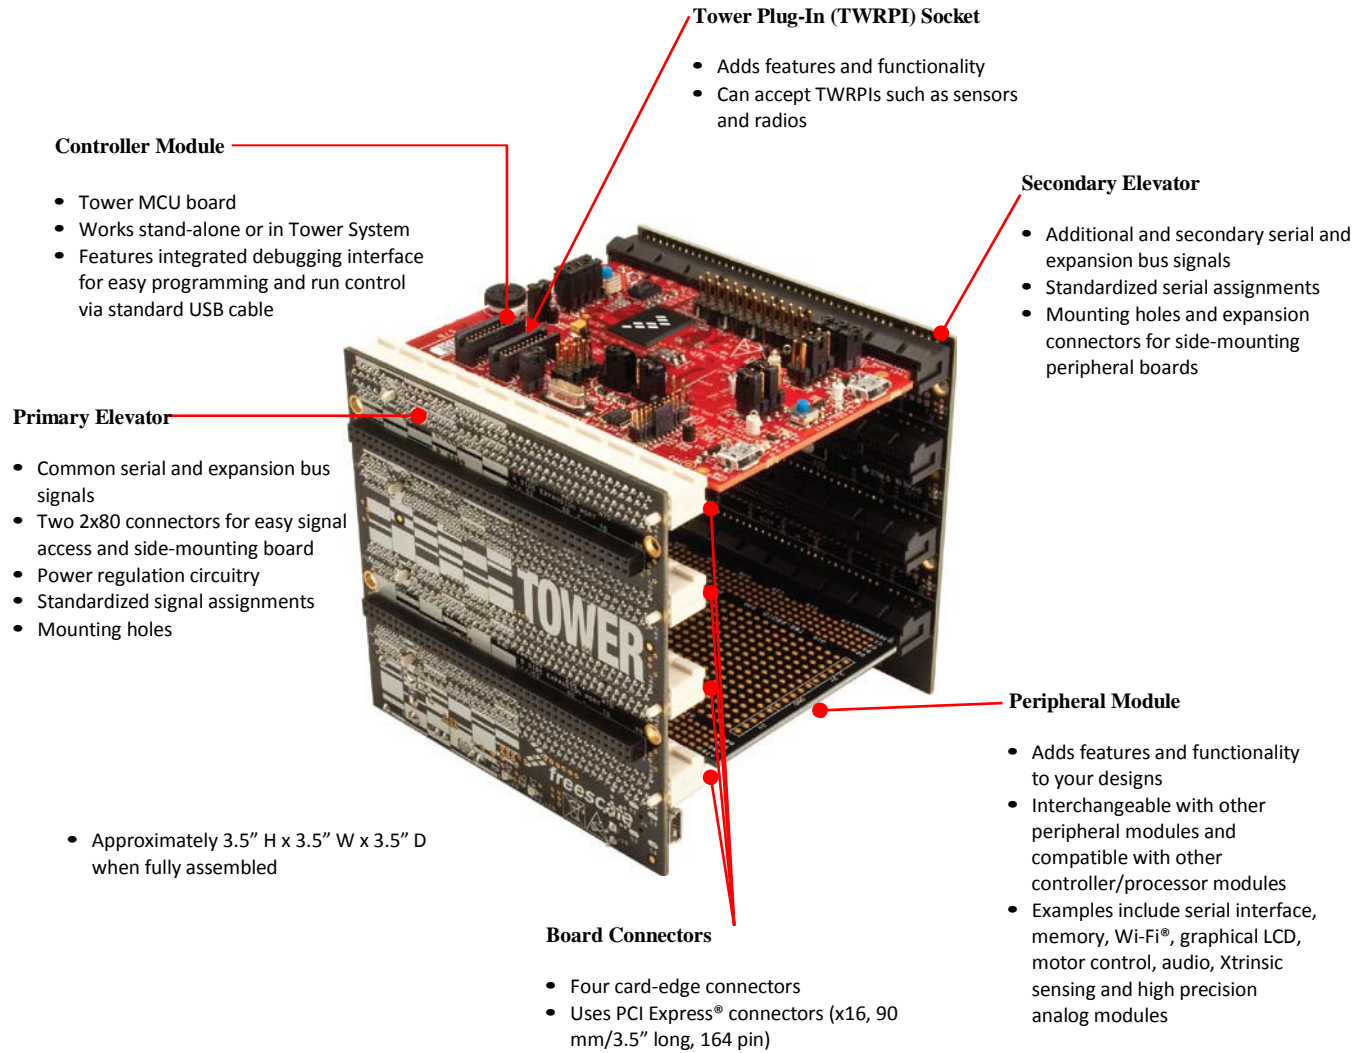 Tower Plug-In (TWRPI) Socket
• Adds features and functionality
• Can accept TWRPIs such as sensors
and radios
Controller Module
• Tower MCU board
• Works stand-alone or in Tower System
• Features integrated debugging interface
for easy programming and run control
via standard USB cable
Secondary Elevator
• Additional and secondary serial and
expansion bus signals
• Standardized serial assignments
• Mounting holes and expansion
connectors for side-mounting
peripheral boards
Primary Elevator
• Common serial and expansion bus
signals
• Two 2x80 connectors for easy signal
access and side-mounting board
• Power regulation circuitry
• Standardized signal assignments
• Mounting holes
TOWER
freescale
• Approximately 3.5” H x 3.5” W x 3.5” D
when fully assembled
Peripheral Module
• Adds features and functionality
to your designs
• Interchangeable with other
peripheral modules and
compatible with other
controller/processor modules
• Examples include serial interface,
memory, Wi-Fi®, graphical LCD,
motor control, audio, Xtrinsic
sensing and high precision
analog modules
Board Connectors
• Four card-edge connectors
• Uses PCI Express® connectors (x16, 90
mm/3.5” long, 164 pin)